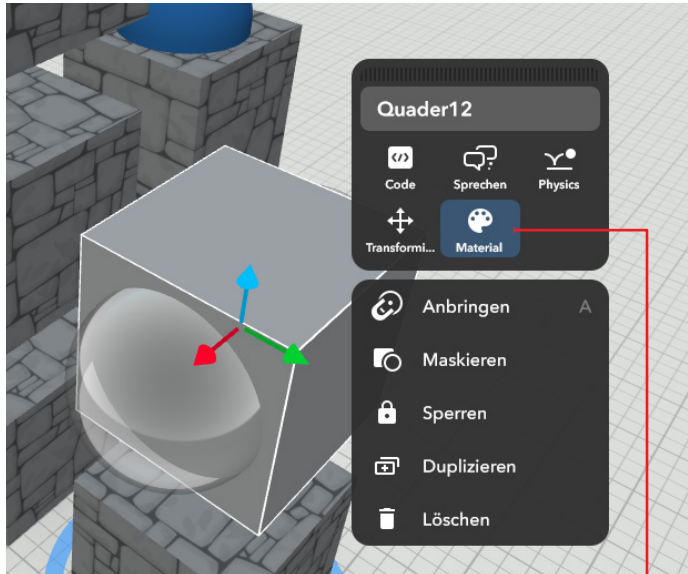 Quader12
Code Sprechen Physics
Transformi... Material
Anbringen A
Maskieren
Sperren
Duplizieren
Löschen